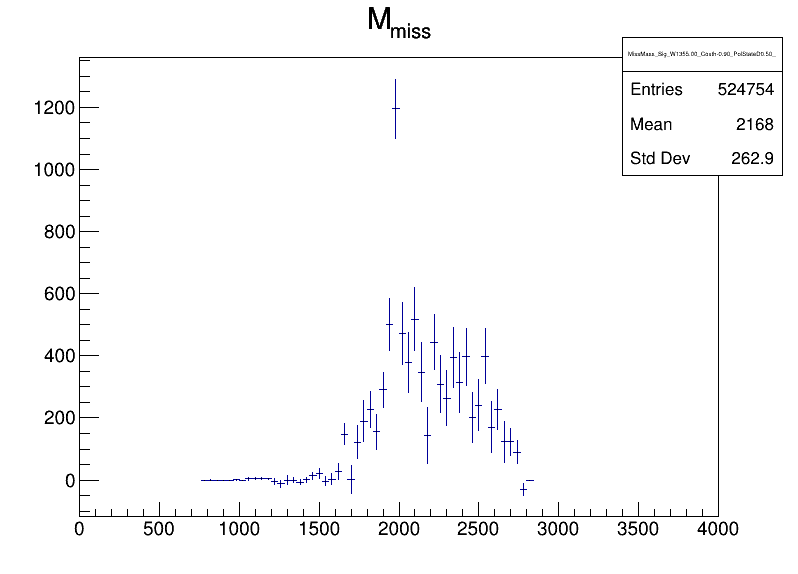 M_miss
MissMass_Sig_W1355.00_Costh-0.90_PolStateD0.50_
Entries 524754
Mean 2168
Std Dev 262.9
1200
1000
800
600
400
200
0
0 500 1000 1500 2000 2500 3000 3500 4000